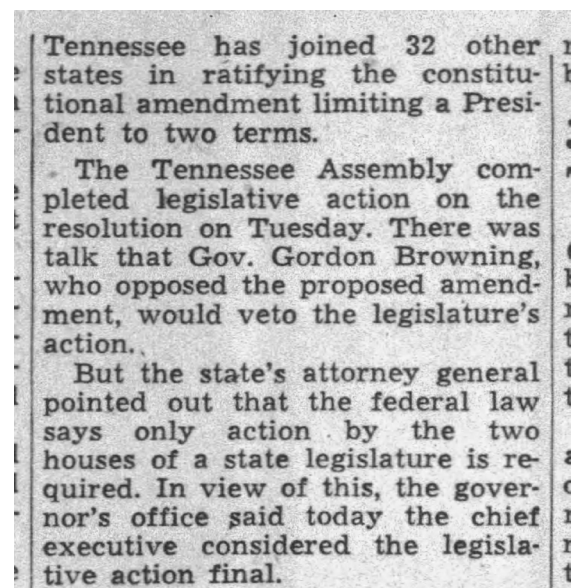 Tennessee has joined 32 other
states in ratifying the constitu-
tional amendment limiting a Presi-
dent to two terms.
The Tennessee Assembly com-
pleted legislative action on the
resolution on Tuesday. There was
talk that Gov. Gordon Browning,
who opposed the proposed amend-
ment, would veto the legislature's
action.
But the state's attorney general
pointed out that the federal law
says only action by the two
houses of a state legislature is re-
quired. In view of this, the gover-
nor's office said today the chief
executive considered the legisla-
tive action final.